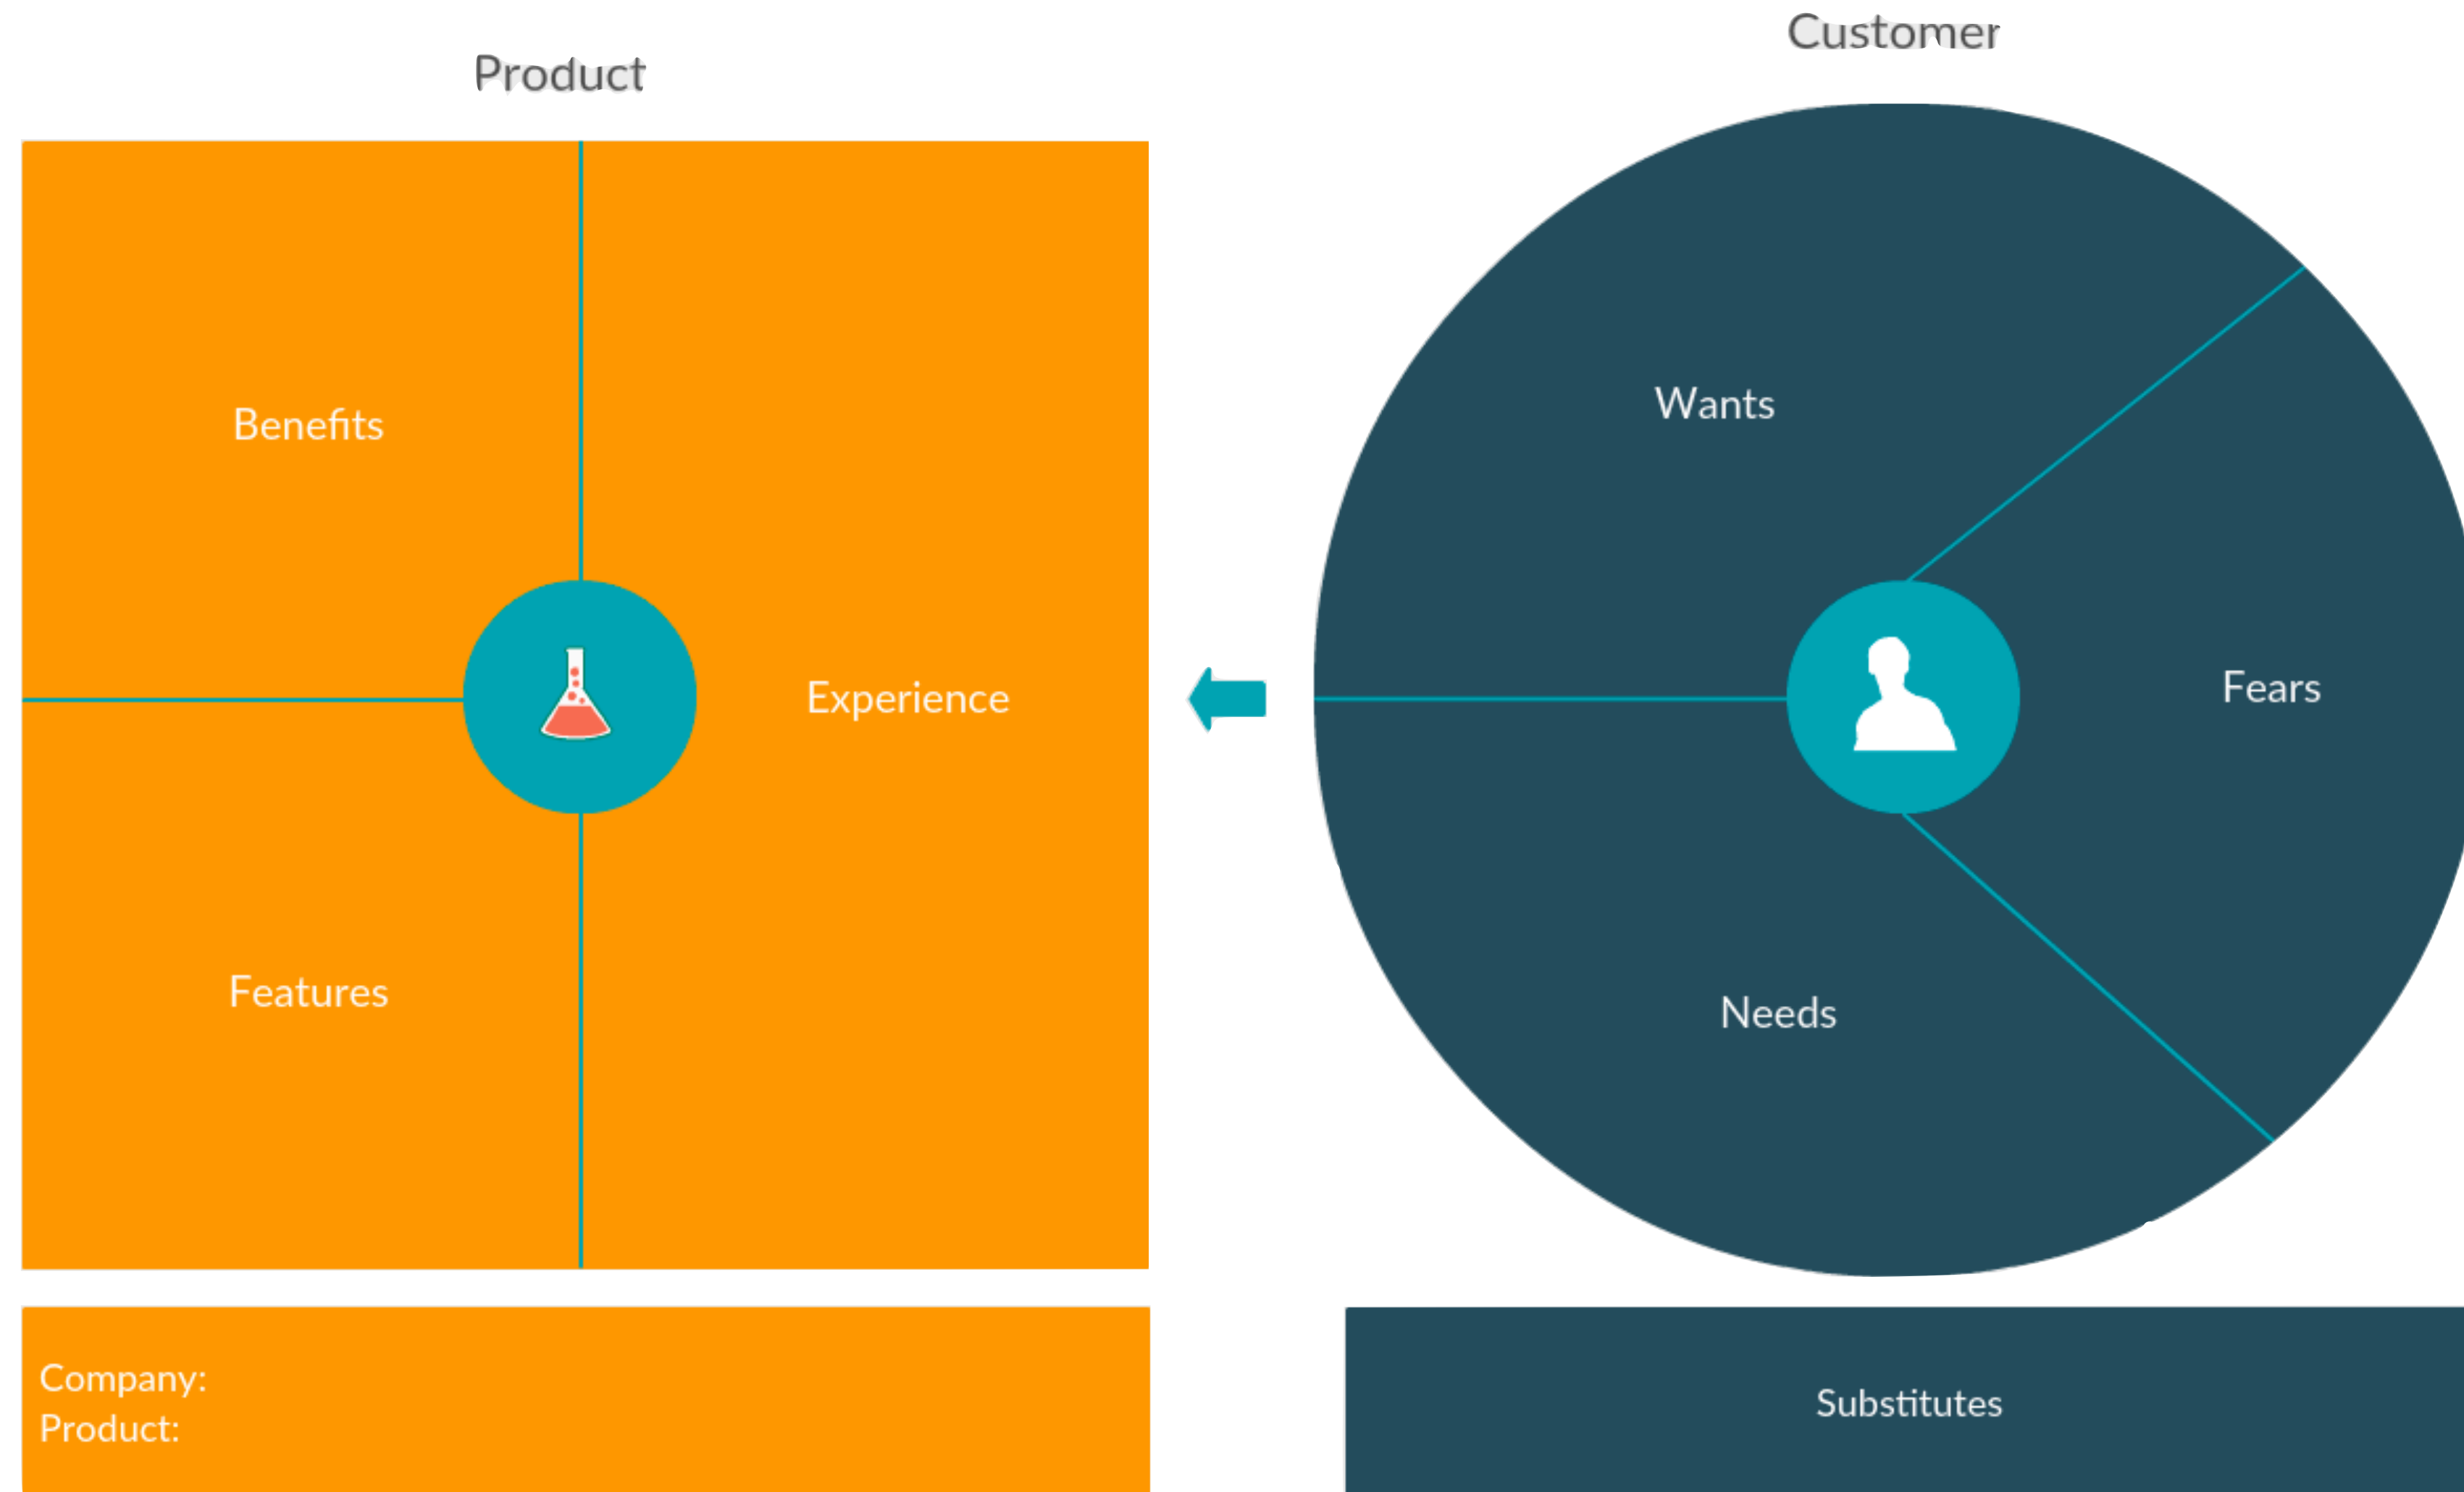 Product
Customer
Benefits
Wants
Experience
Fears
Features
Needs
Company:
Product:
Substitutes